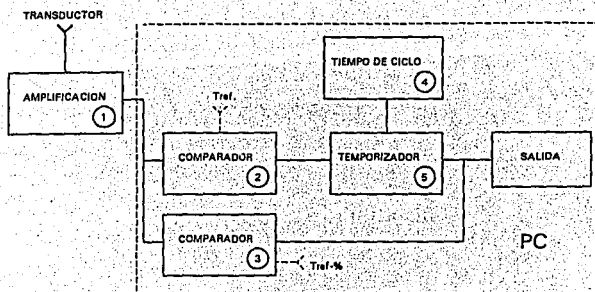 TRANSDUCTOR
AMPLIFICACION
1
TIEMPO DE CICLO
4
Tref.
COMPARADOR
2
TEMPORIZADOR
5
SALIDA
COMPARADOR
3
Tref-%
PC